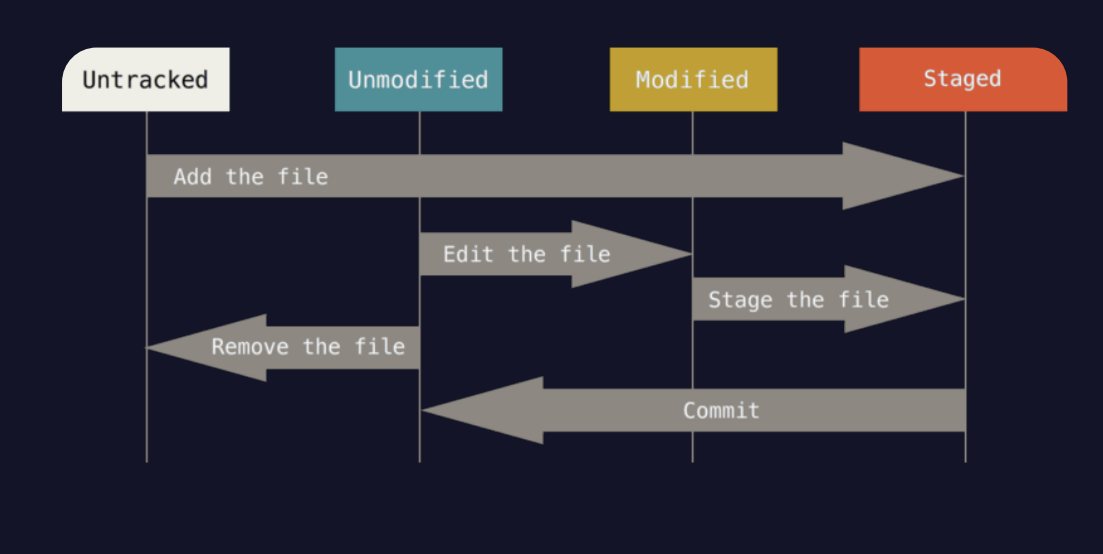 Untracked
Unmodified
Modified
Staged
Add the file
Edit the file
Stage the file
Remove the file
Commit